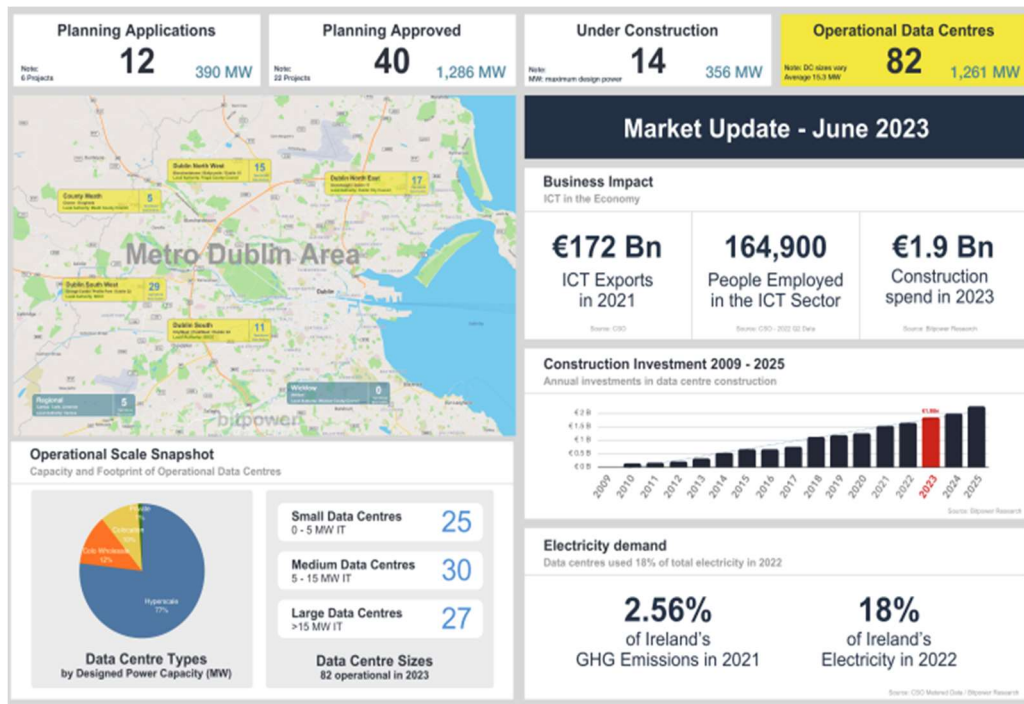 Planning Applications
12
Note:
6 Projects
390 MW
Planning Approved
40
Note:
22 Projects
1,286 MW
Under Construction
14
Note:
MW: maximum design power
356 MW
Operational Data Centres
82
Note: DC sizes vary
Average 15.3 MW
1,261 MW
Dublin North West
15
Dublin North East
17
County Meath
5
Metro Dublin Area
Dublin South West
29
Dublin
Dublin South
11
Regional
5
Wicklow
0
bitpower
Operational Scale Snapshot
Capacity and Footprint of Operational Data Centres
Colo Wholesale
12%
Hyperscale
77%
Data Centre Types
by Designed Power Capacity (MW)
Small Data Centres
0 - 5 MW IT
25
Medium Data Centres
5 - 15 MW IT
30
Large Data Centres
>15 MW IT
27
Data Centre Sizes
82 operational in 2023
Market Update - June 2023
Business Impact
ICT in the Economy
€172 Bn
ICT Exports
in 2021
Source: CSO
164,900
People Employed
in the ICT Sector
Source: CSO - 2022 Q2 Data
€1.9 Bn
Construction
spend in 2023
Source: Bitpower Research
Construction Investment 2009 - 2025
Annual investments in data centre construction
€2 B
€1.5 B
€1 B
€0.5 B
€0 B
2009 2010 2011 2012 2013 2014 2015 2016 2017 2018 2019 2020 2021 2022 2023 2024 2025
Source: Bitpower Research
Electricity demand
Data centres used 18% of total electricity in 2022
2.56%
of Ireland's
GHG Emissions in 2021
18%
of Ireland's
Electricity in 2022
Source: CSO Metered Data / Bitpower Research